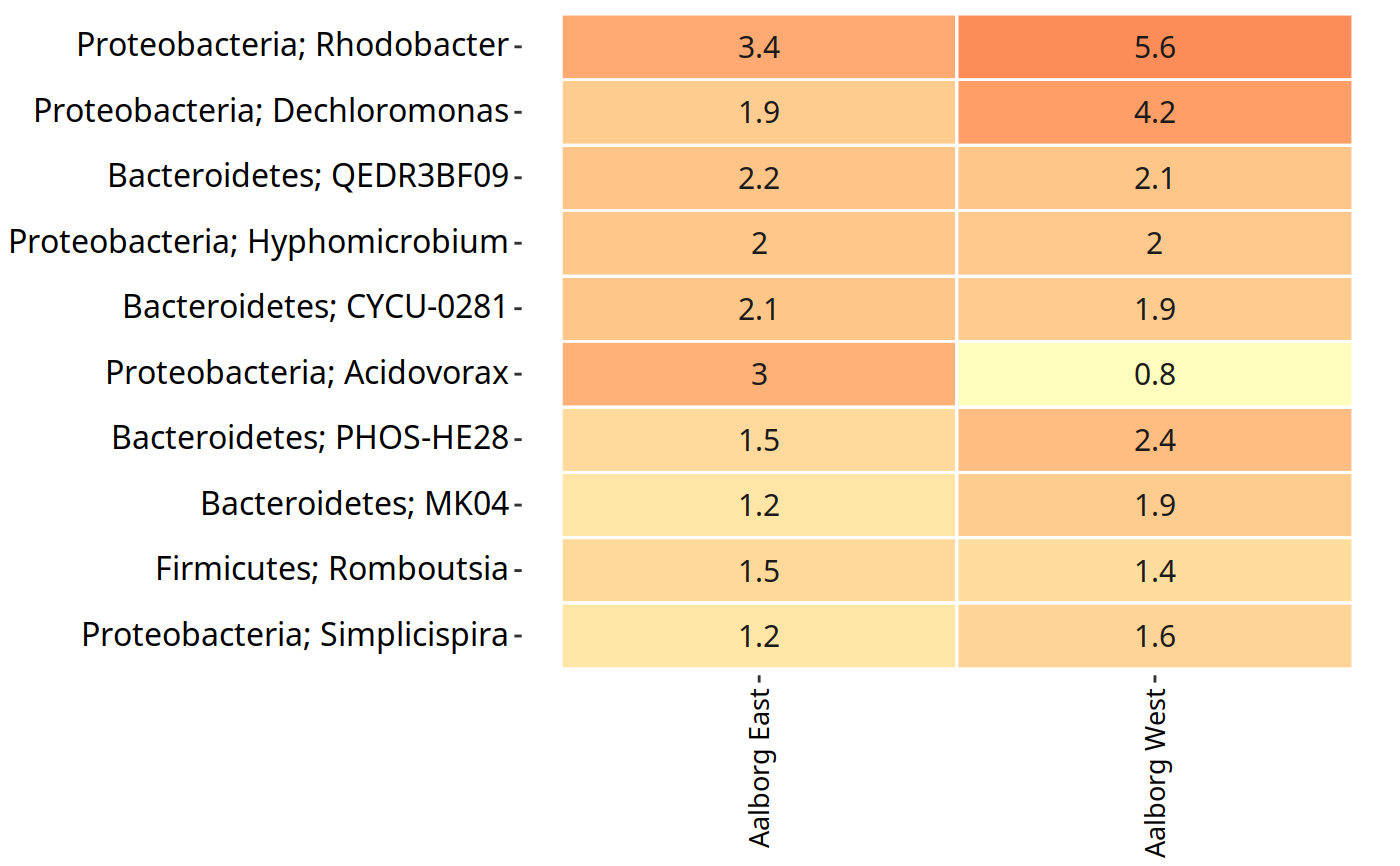 Proteobacteria; Rhodobacter 3.4 5.6
Proteobacteria; Dechloromonas 1.9 4.2
Bacteroidetes; QEDR3BF09 2.2 2.1
Proteobacteria; Hyphomicrobium 2 2
Bacteroidetes; CYCU-0281 2.1 1.9
Proteobacteria; Acidovorax 3 0.8
Bacteroidetes; PHOS-HE28 1.5 2.4
Bacteroidetes; MK04 1.2 1.9
Firmicutes; Romboutsia 1.5 1.4
Proteobacteria; Simplicispira 1.2 1.6
Aalborg East
Aalborg West